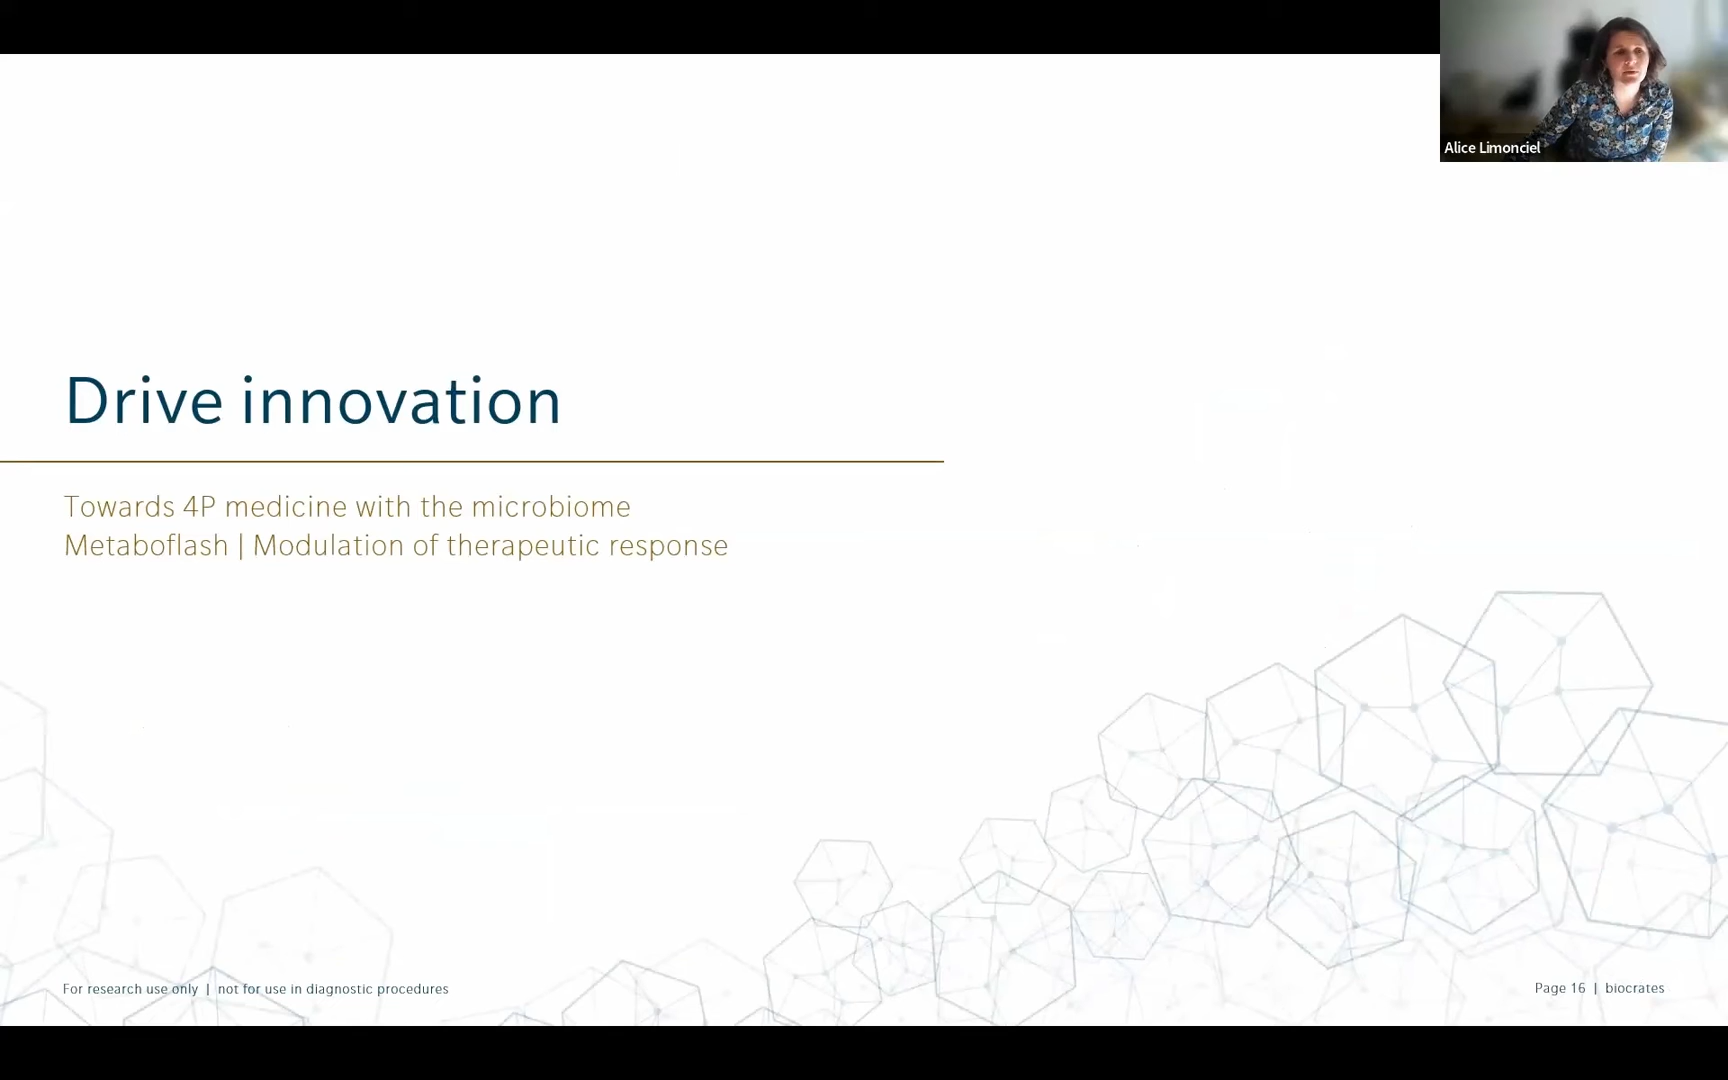 Alice Limonciel
Drive innovation
Towards 4P medicine with the microbiome
Metaboflash | Modulation of therapeutic response
For research use only | not for use in diagnostic procedures
Page 16 | biocrates